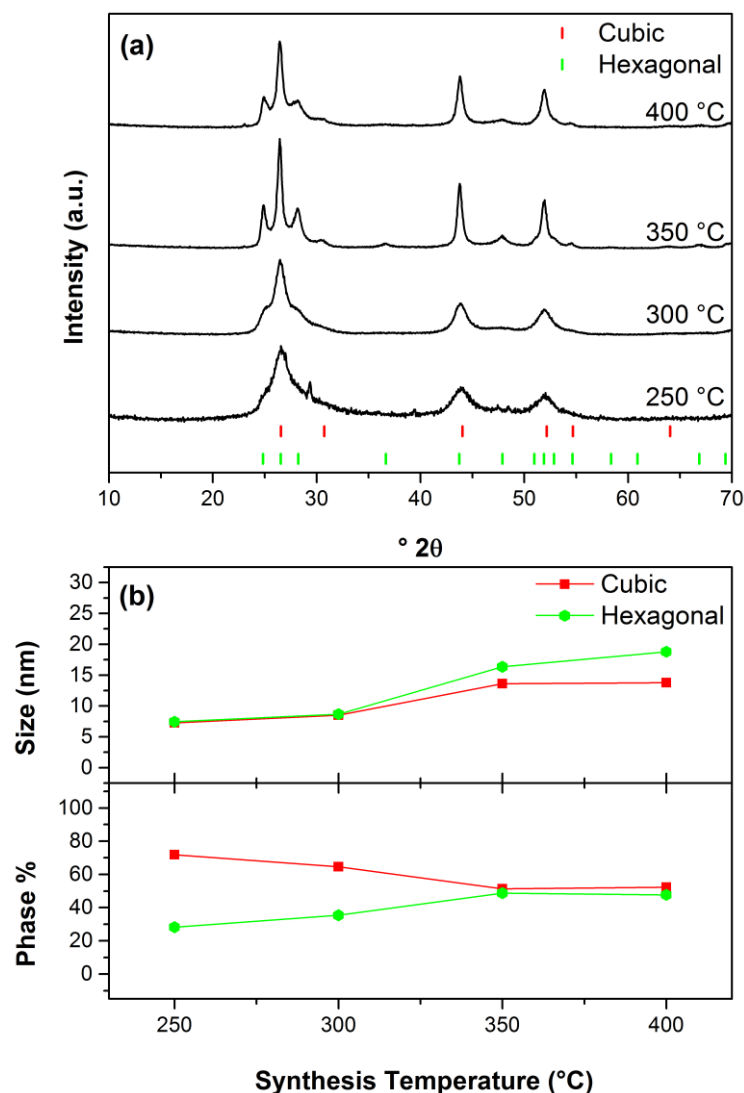 (a)
Cubic
Hexagonal
400 °C
350 °C
300 °C
250 °C
Intensity (a.u.)
10 20 30 40 50 60 70
° 2θ
(b)
Cubic
Hexagonal
30
25
20
15
10
5
0
Size (nm)
100
80
60
40
20
0
Phase %
250 300 350 400
Synthesis Temperature (°C)